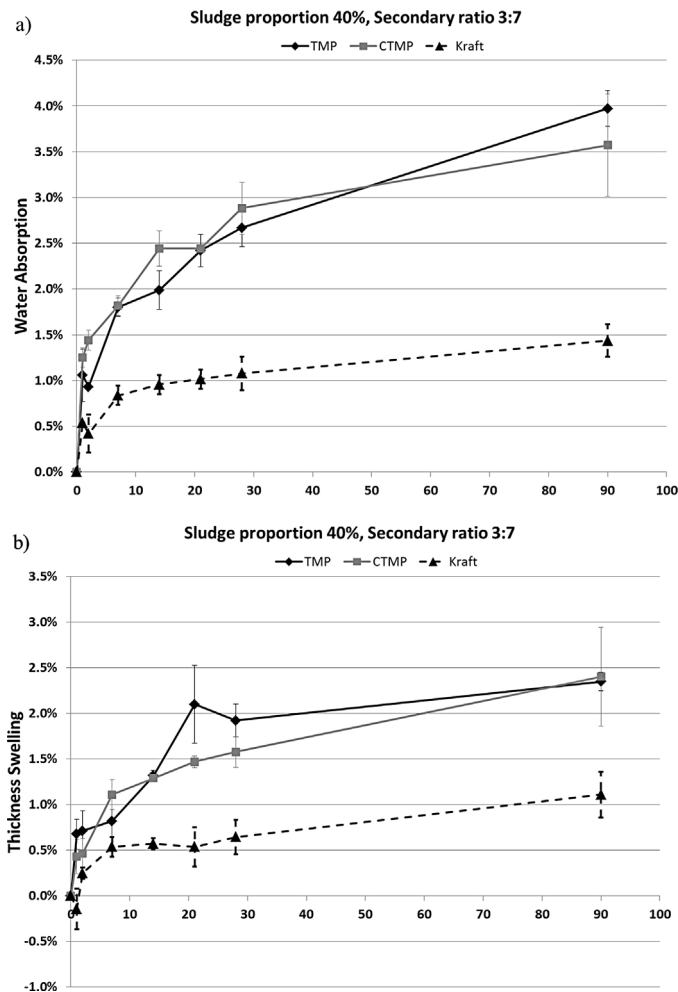 a)
Sludge proportion 40%, Secondary ratio 3:7
TMP CTMP Kraft
4.5%
4.0%
3.5%
3.0%
2.5%
2.0%
1.5%
1.0%
0.5%
0.0%
Water Absorption
0 10 20 30 40 50 60 70 80 90 100
b)
Sludge proportion 40%, Secondary ratio 3:7
TMP CTMP Kraft
3.5%
3.0%
2.5%
2.0%
1.5%
1.0%
0.5%
0.0%
-0.5%
-1.0%
Thickness Swelling
0 10 20 30 40 50 60 70 80 90 100